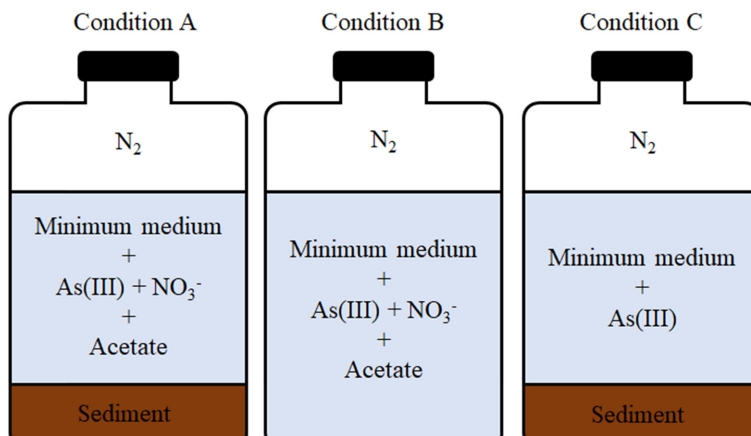 Condition A
N₂
Minimum medium
+
As(III) + NO₃⁻
+
Acetate
Sediment
Condition B
N₂
Minimum medium
+
As(III) + NO₃⁻
+
Acetate
Condition C
N₂
Minimum medium
+
As(III)
Sediment